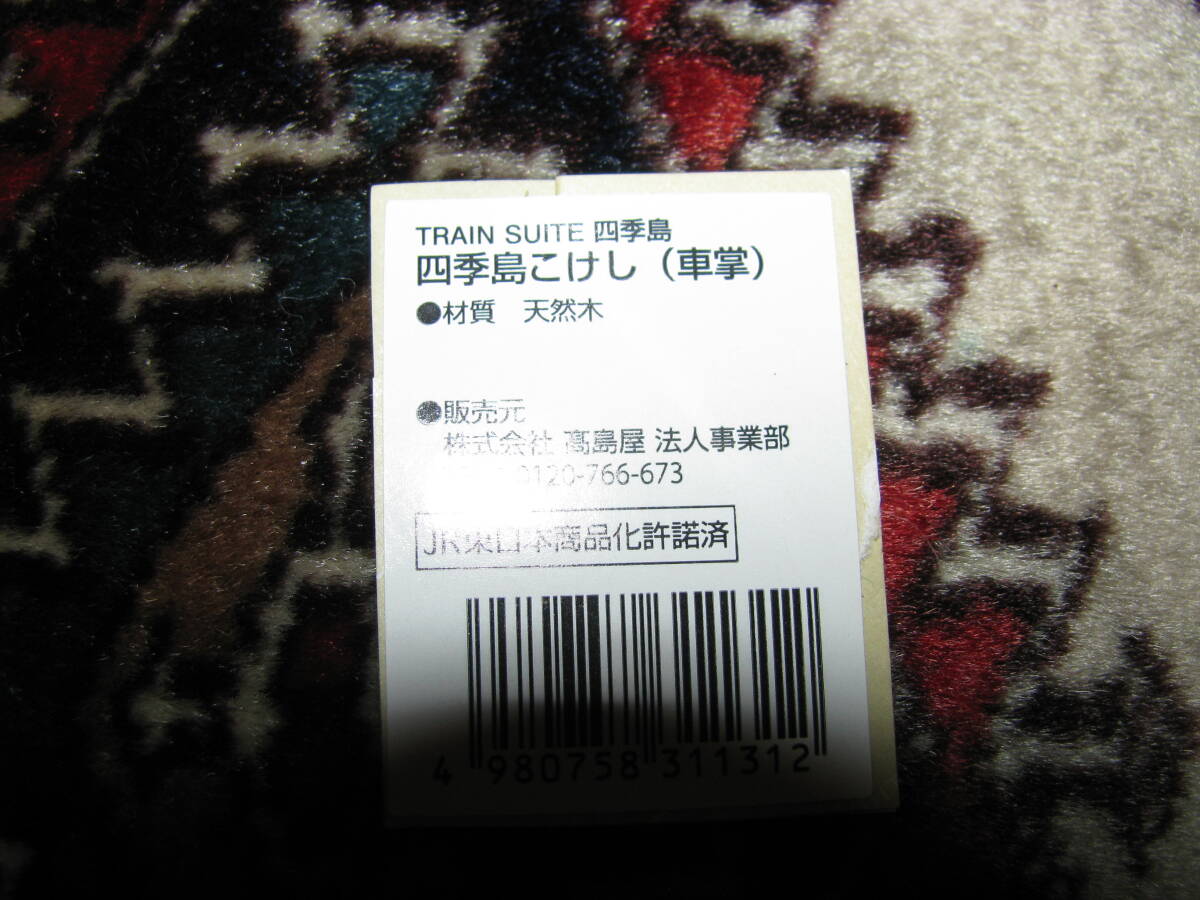 TRAIN SUITE 四季島
四季島こけし（車掌）
●材質　天然木
●販売元
株式会社 髙島屋 法人事業部
0120-766-673
JR東日本商品化許諾済
4 980758 311312